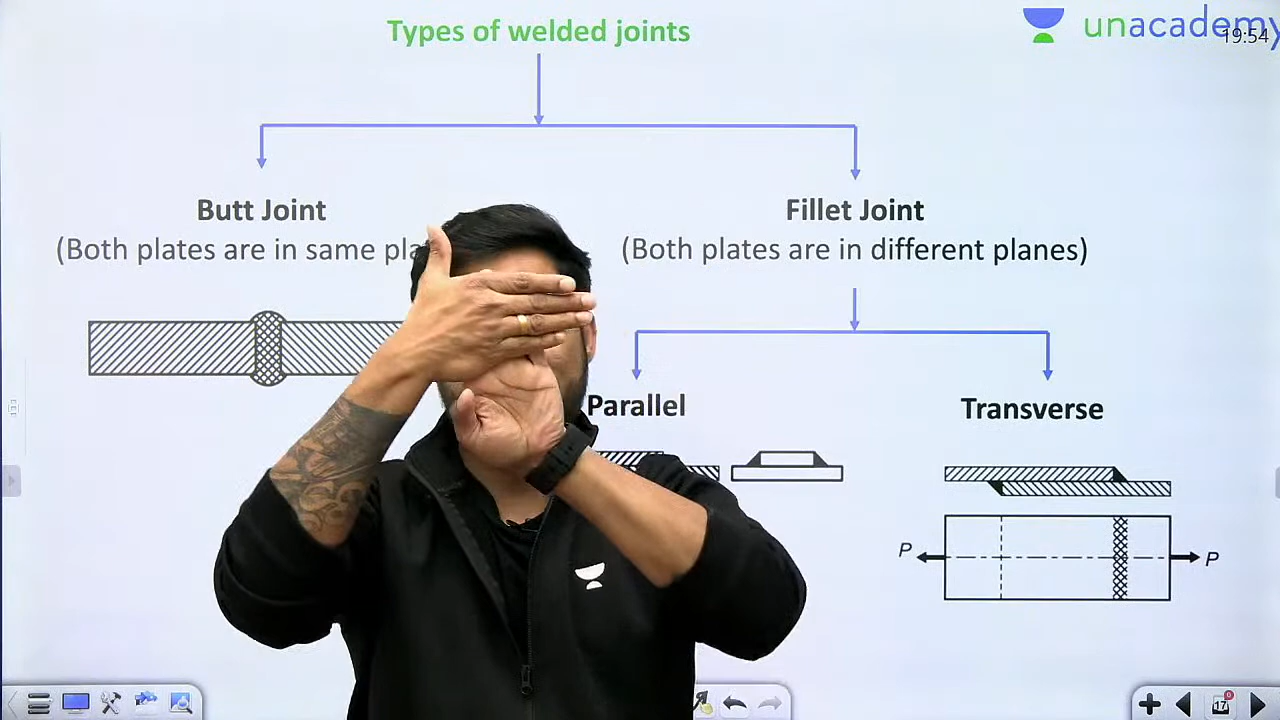 Types of welded joints
unacademy
19:54
Butt Joint
Fillet Joint
(Both plates are in same
(Both plates are in different planes)
Parallel
Transverse
P
P
17